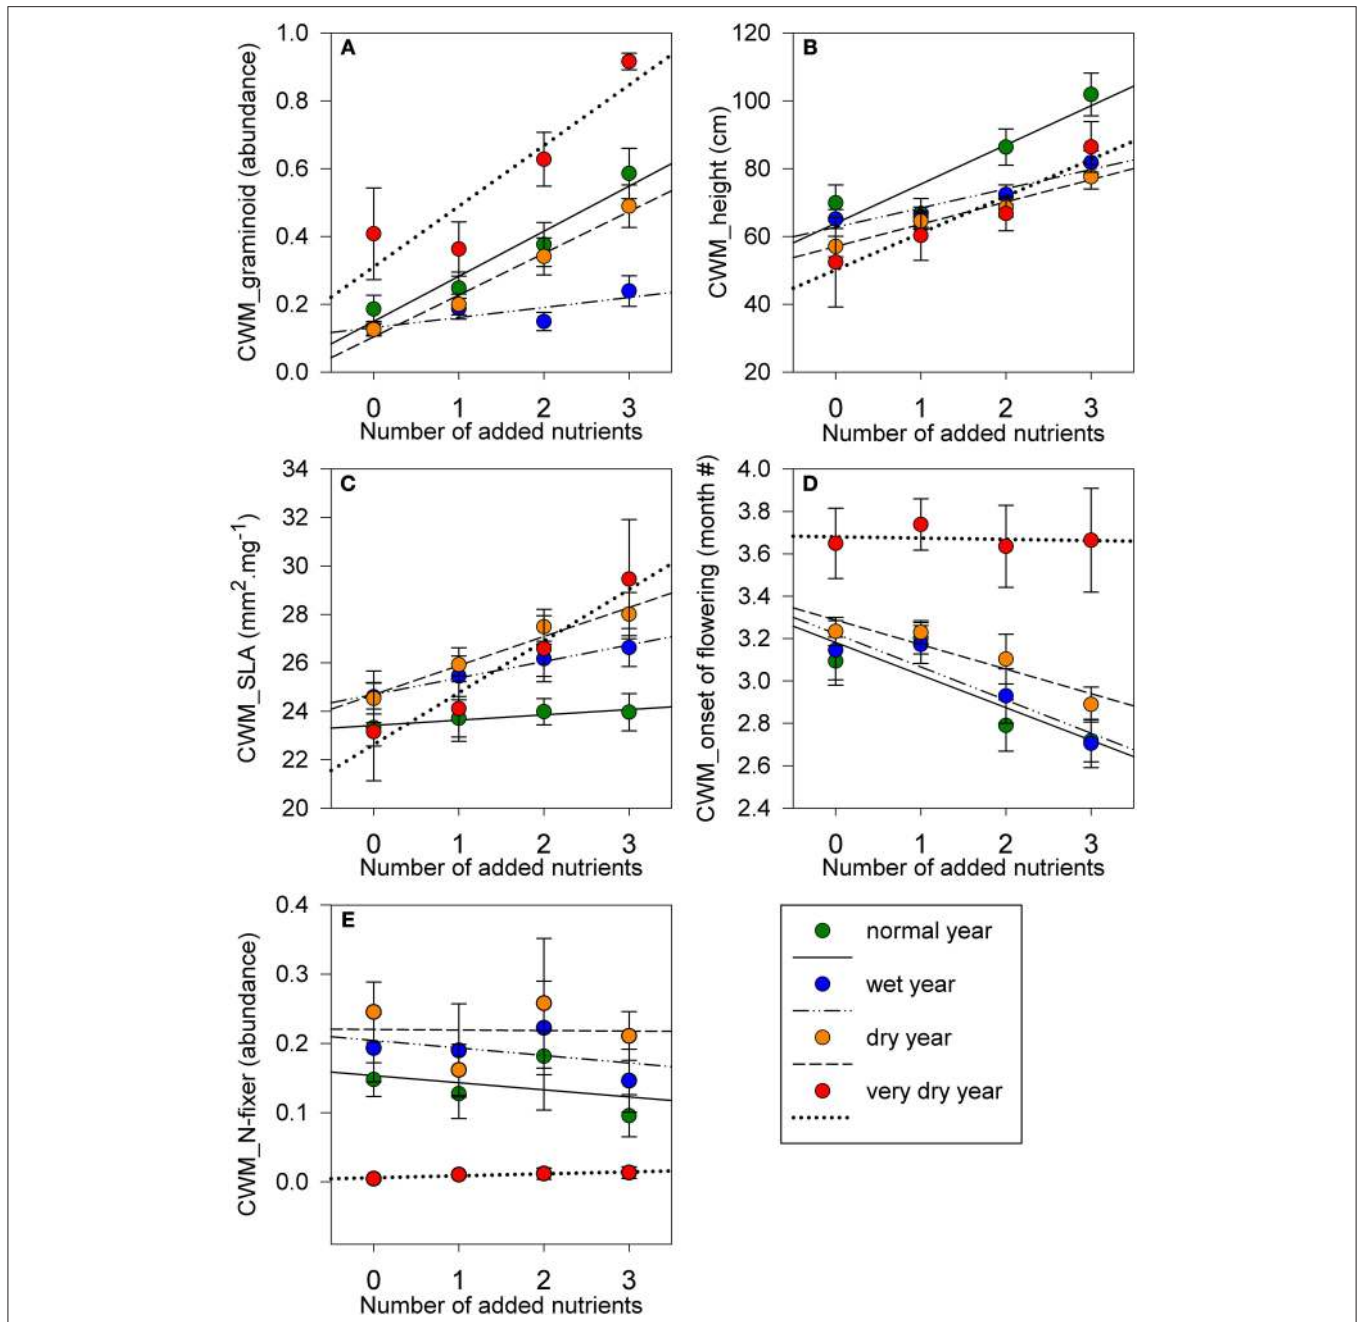 A
CWM_graminoid (abundance)
1.0
0.8
0.6
0.4
0.2
0.0
0 1 2 3
Number of added nutrients
B
CWM_height (cm)
120
100
80
60
40
20
0 1 2 3
Number of added nutrients
C
CWM_SLA (mm².mg⁻¹)
34
32
30
28
26
24
22
20
0 1 2 3
Number of added nutrients
D
CWM_onset of flowering (month #)
4.0
3.8
3.6
3.4
3.2
3.0
2.8
2.6
2.4
0 1 2 3
Number of added nutrients
E
CWM_N-fixer (abundance)
0.4
0.3
0.2
0.1
0.0
0 1 2 3
Number of added nutrients
normal year
wet year
dry year
very dry year